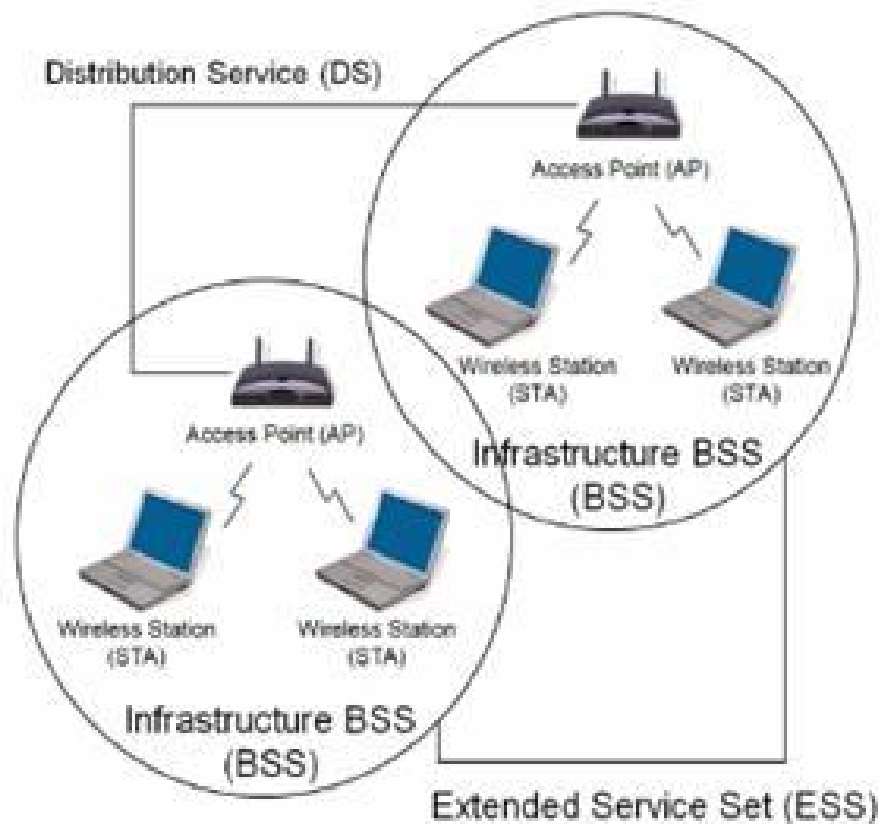 Distribution Service (DS)
Access Point (AP)
Wireless Station
(STA)
Wireless Station
(STA)
Infrastructure BSS
(BSS)
Access Point (AP)
Wireless Station
(STA)
Wireless Station
(STA)
Infrastructure BSS
(BSS)
Extended Service Set (ESS)